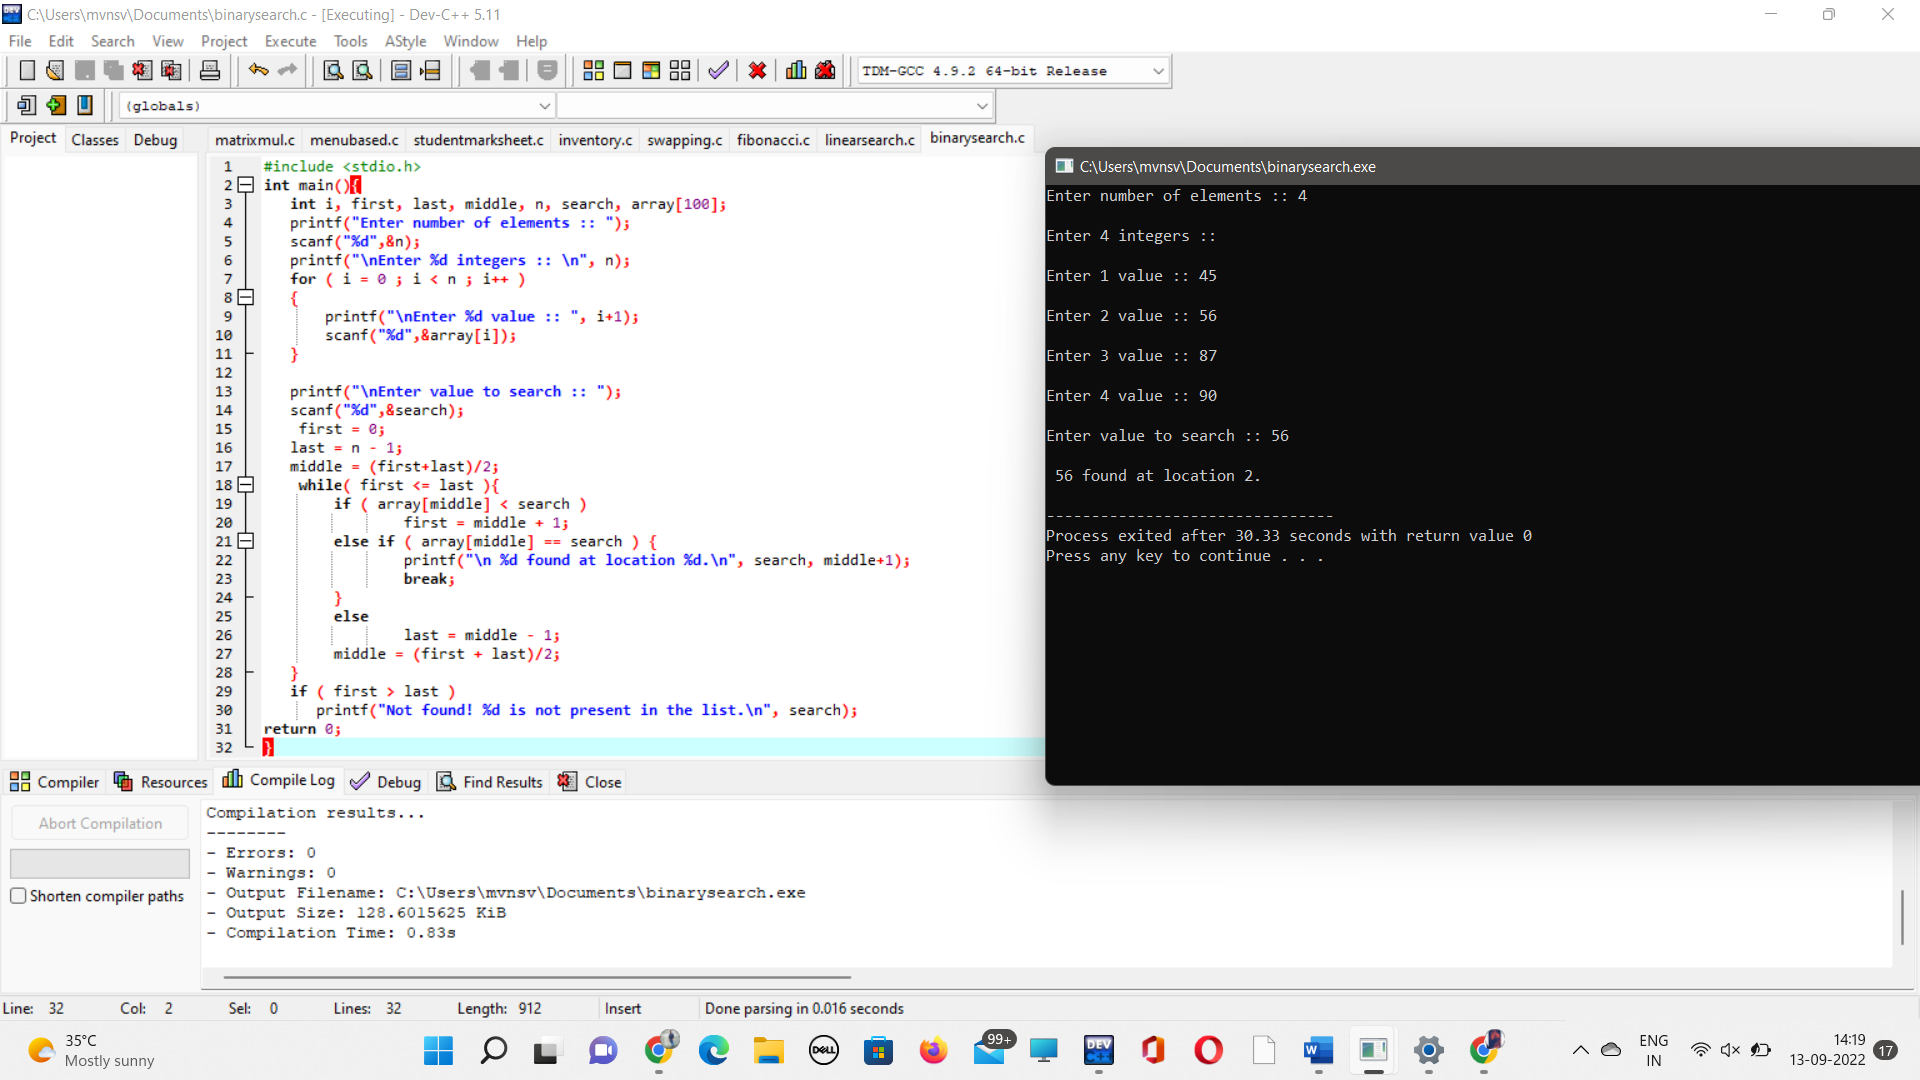 C:\Users\mvnsv\Documents\binarysearch.c - [Executing] - Dev-C++ 5.11
File Edit Search View Project Execute Tools AStyle Window Help
TDM-GCC 4.9.2 64-bit Release
(globals)
Project Classes Debug
matrixmul.c menubased.c studentmarksheet.c inventory.c swapping.c fibonacci.c linearsearch.c binarysearch.c
1 #include <stdio.h>
2 int main(){
3 int i, first, last, middle, n, search, array[100];
4 printf("Enter number of elements :: ");
5 scanf("%d",&n);
6 printf("\nEnter %d integers :: \n", n);
7 for ( i = 0 ; i < n ; i++ )
8 {
9 printf("\nEnter %d value :: ", i+1);
10 scanf("%d",&array[i]);
11 }
12
13 printf("\nEnter value to search :: ");
14 scanf("%d",&search);
15 first = 0;
16 last = n - 1;
17 middle = (first+last)/2;
18 while( first <= last ){
19 if ( array[middle] < search )
20 first = middle + 1;
21 else if ( array[middle] == search ) {
22 printf("\n %d found at location %d.\n", search, middle+1);
23 break;
24 }
25 else
26 last = middle - 1;
27 middle = (first + last)/2;
28 }
29 if ( first > last )
30 printf("Not found! %d is not present in the list.\n", search);
31 return 0;
32 }
C:\Users\mvnsv\Documents\binarysearch.exe
Enter number of elements :: 4
Enter 4 integers ::
Enter 1 value :: 45
Enter 2 value :: 56
Enter 3 value :: 87
Enter 4 value :: 90
Enter value to search :: 56
56 found at location 2.
--------------------------------
Process exited after 30.33 seconds with return value 0
Press any key to continue . . .
Compiler Resources Compile Log Debug Find Results Close
Abort Compilation
Shorten compiler paths
Compilation results...
--------
- Errors: 0
- Warnings: 0
- Output Filename: C:\Users\mvnsv\Documents\binarysearch.exe
- Output Size: 128.6015625 KiB
- Compilation Time: 0.83s
Line: 32 Col: 2 Sel: 0 Lines: 32 Length: 912 Insert Done parsing in 0.016 seconds
35°C
Mostly sunny
DELL
99+
DEV
C++
ENG
IN
14:19
13-09-2022
17